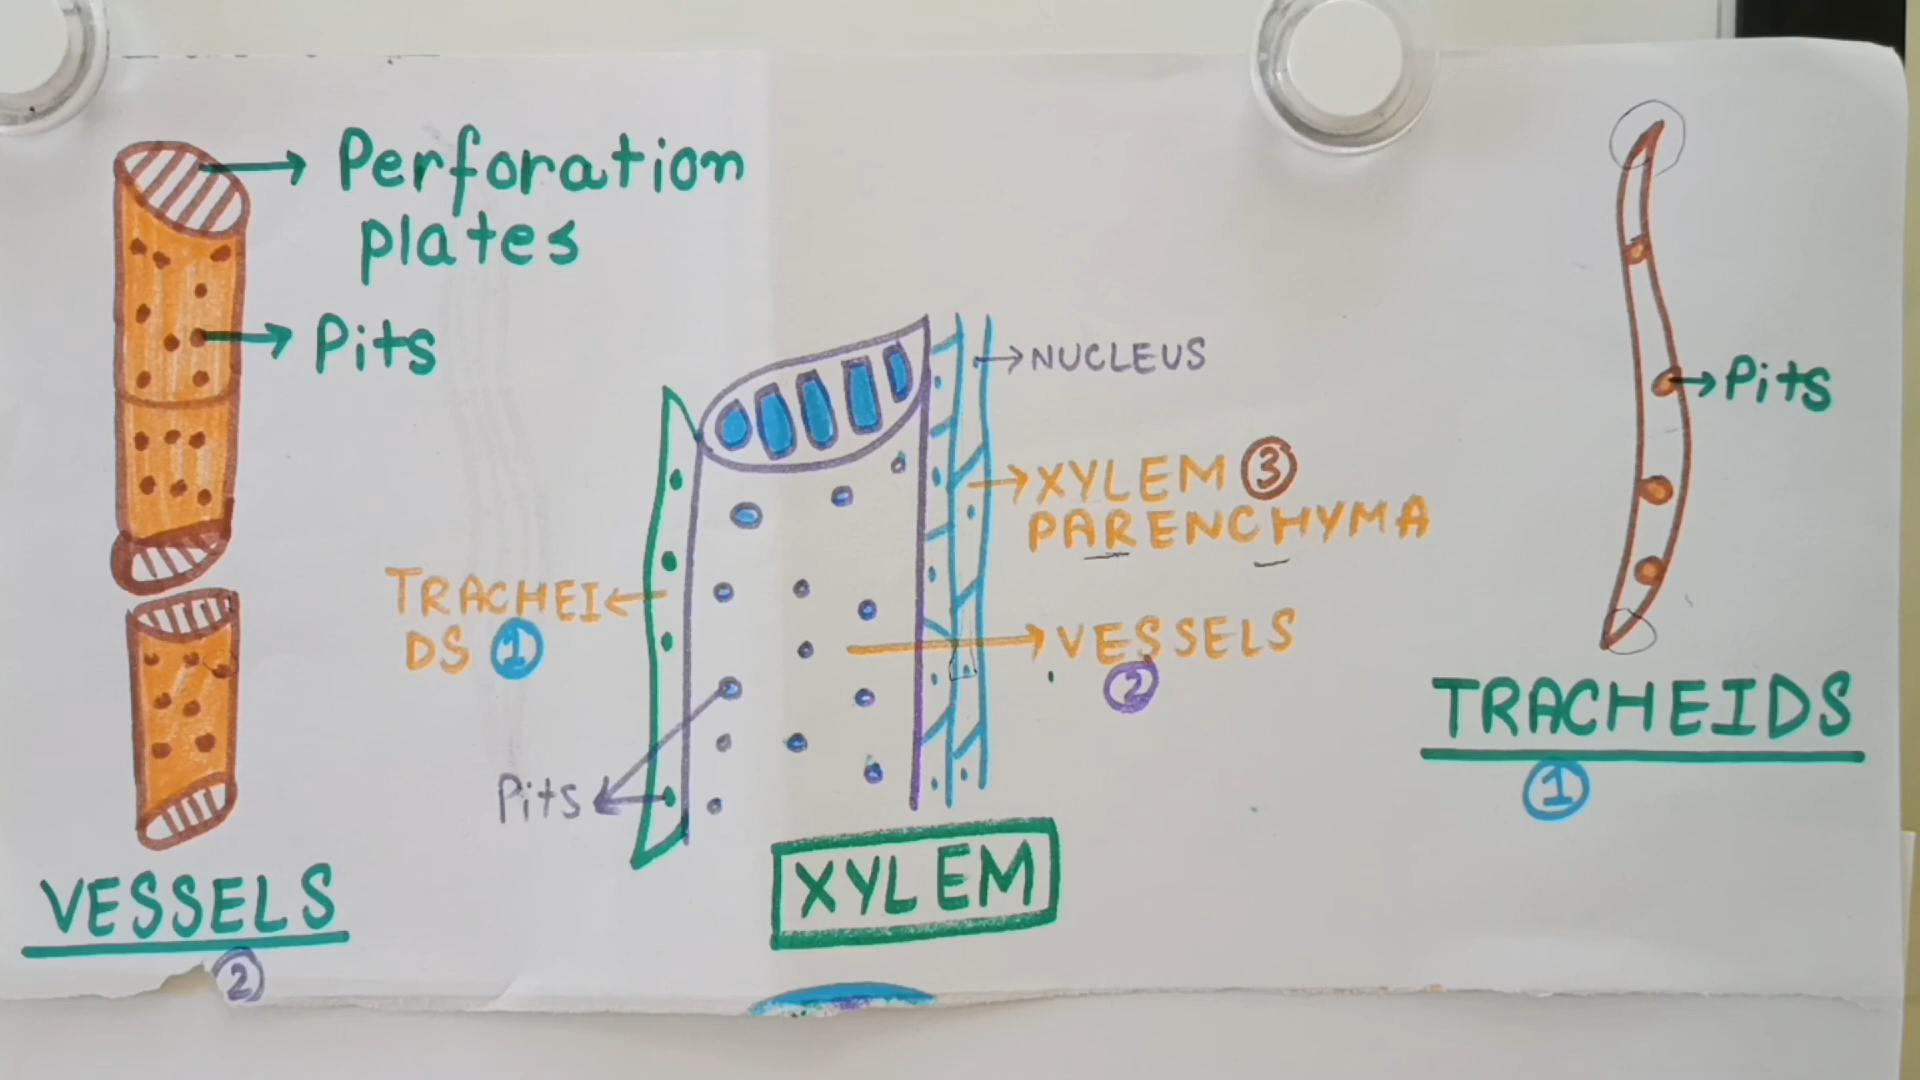 Perforation
plates
Pits
VESSELS
2
NUCLEUS
XYLEM 3
PARENCHYMA
TRACHEI
DS 1
VESSELS
2
Pits
XYLEM
Pits
TRACHEIDS
1